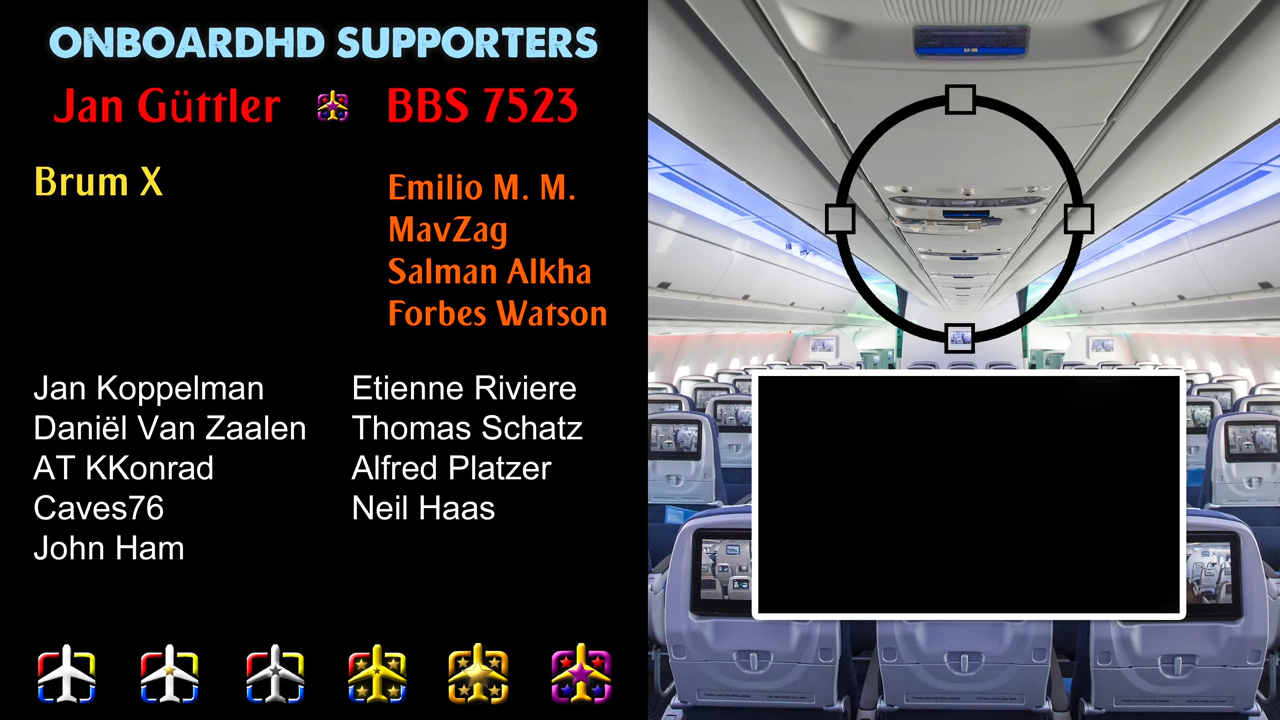 ONBOARDHD SUPPORTERS
Jan Güttler BBS 7523
Brum X
Emilio M. M.
MavZag
Salman Alkha
Forbes Watson
Jan Koppelman
Daniël Van Zaalen
AT KKonrad
Caves76
John Ham
Etienne Riviere
Thomas Schatz
Alfred Platzer
Neil Haas